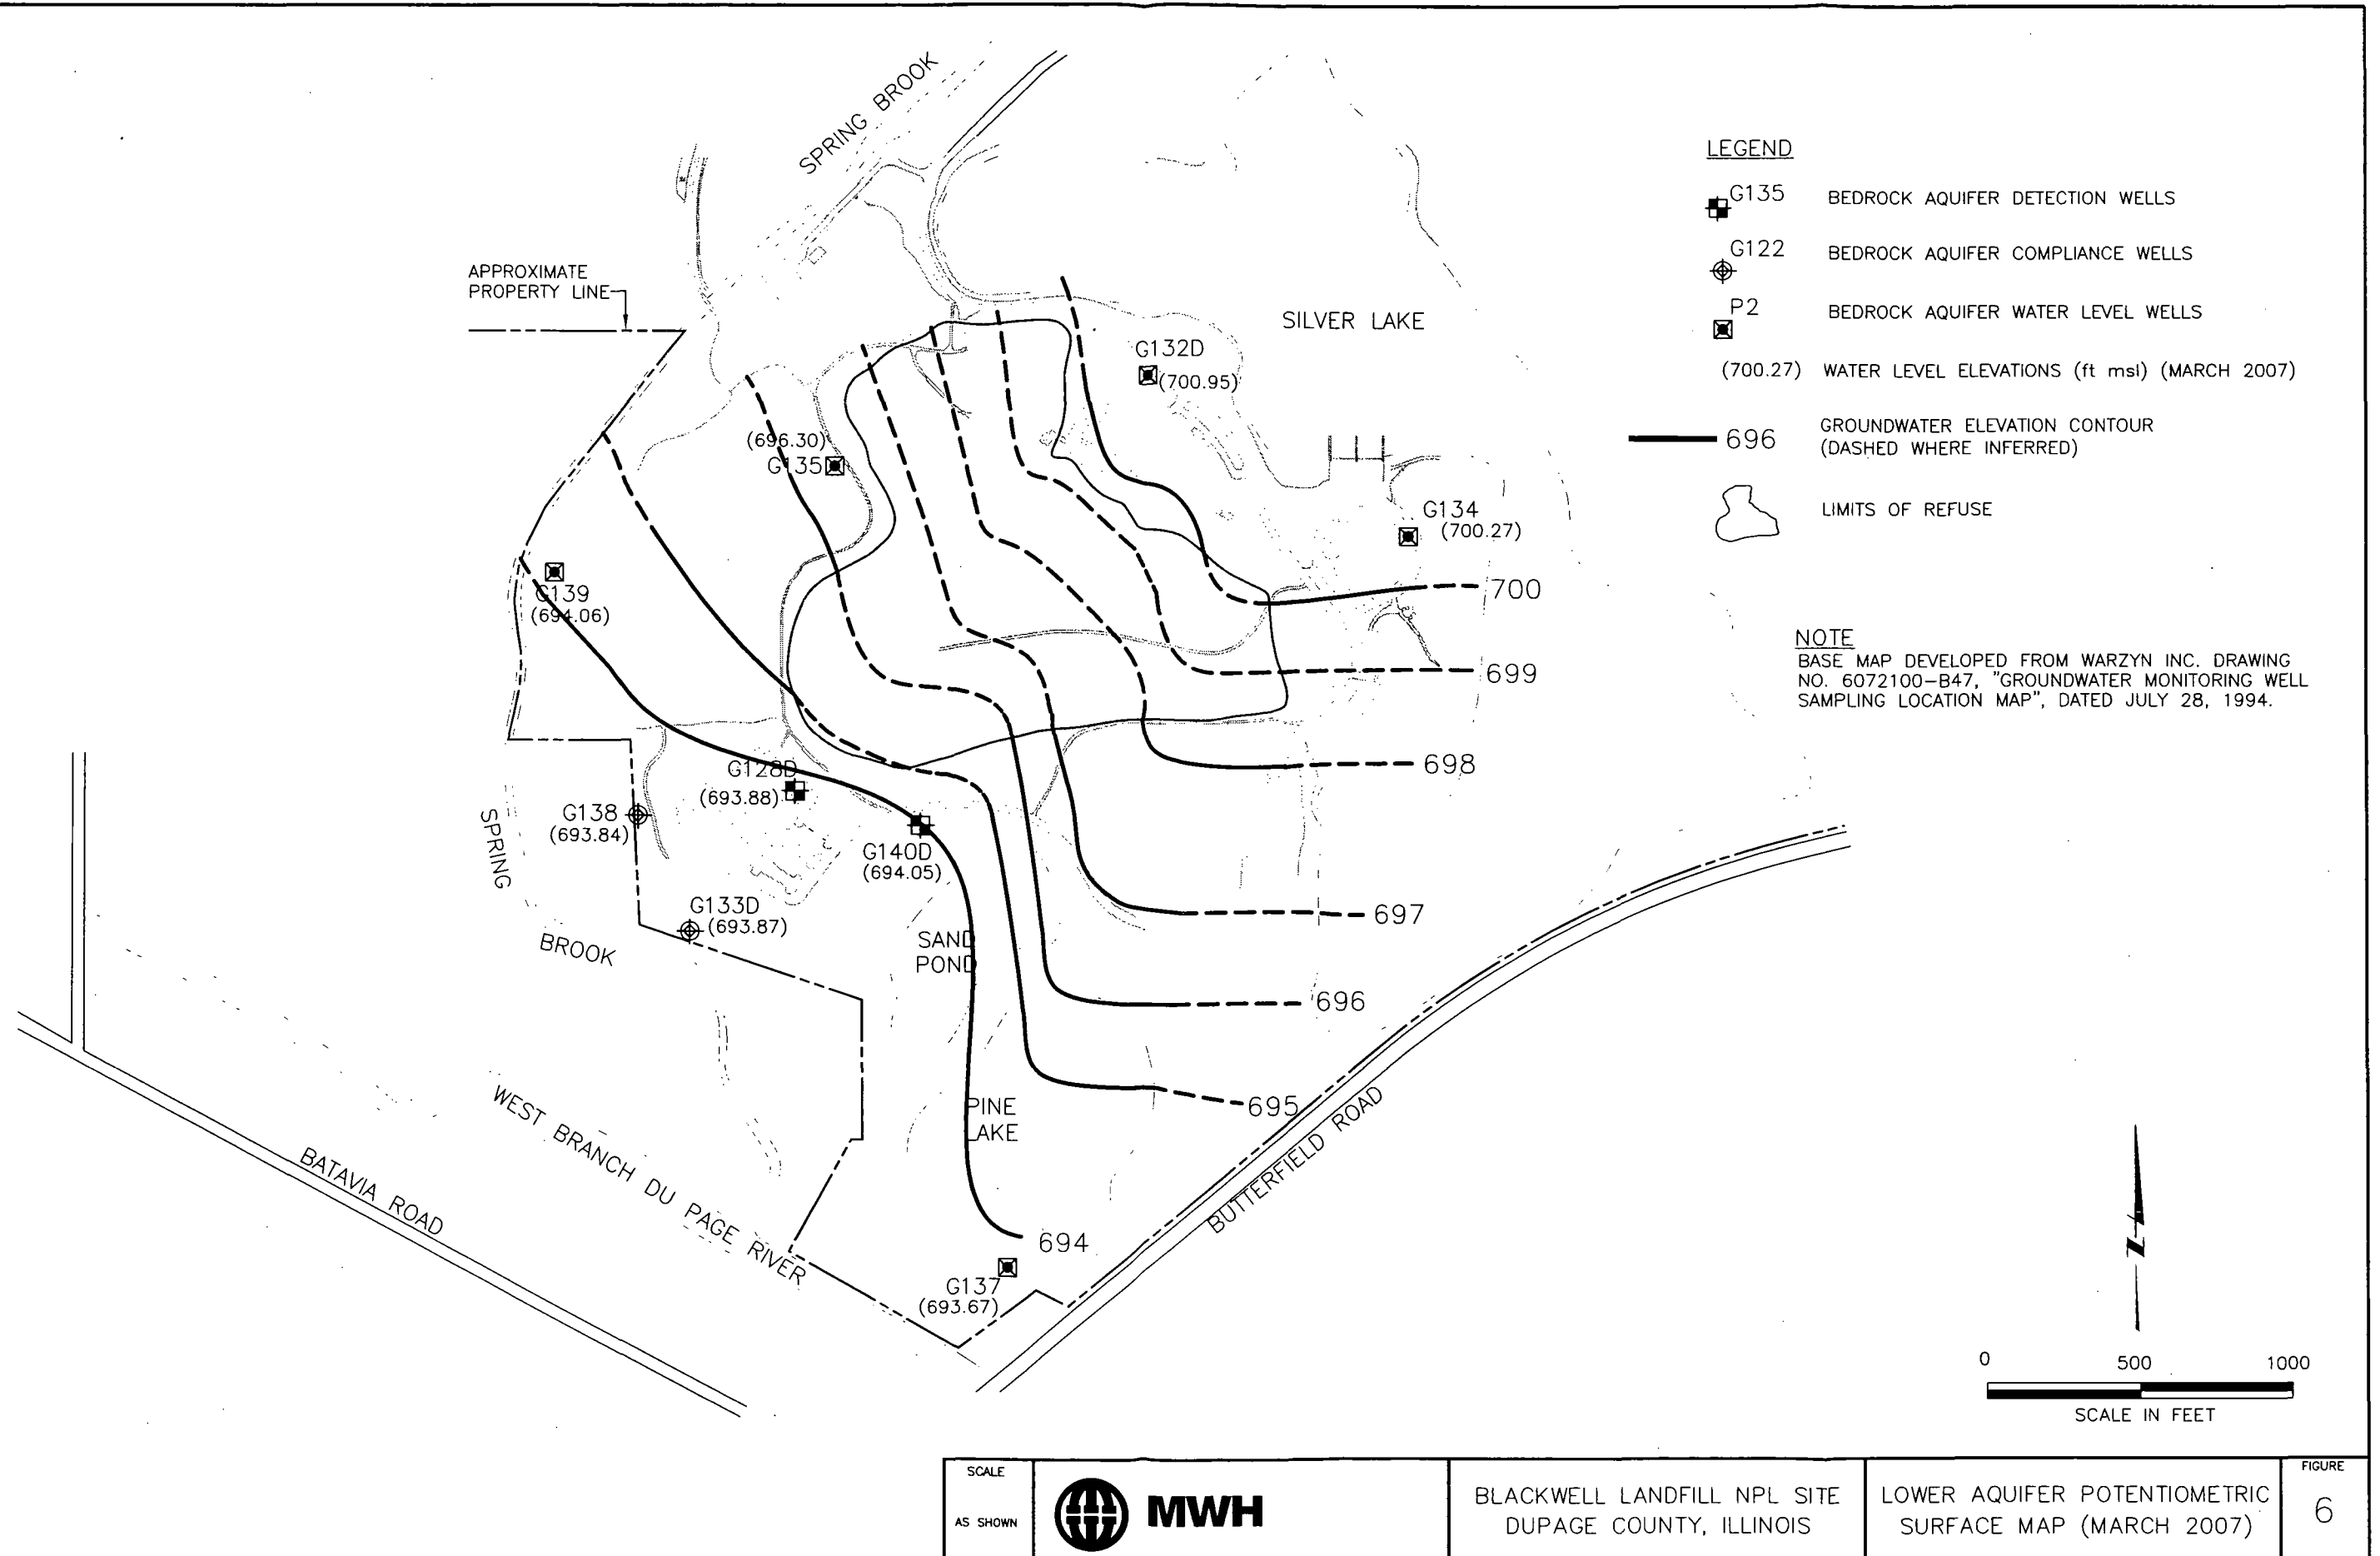 SPRING BROOK
APPROXIMATE
PROPERTY LINE
SILVER LAKE
G132D
(700.95)
(696.30)
G135
G134
(700.27)
G139
(694.06)
700
699
698
697
696
695
694
G128D
(693.88)
G138
(693.84)
G140D
(694.05)
G133D
(693.87)
SPRING
BROOK
SAND
POND
PINE
LAKE
G137
(693.67)
WEST BRANCH DU PAGE RIVER
BATAVIA ROAD
BUTTERFIELD ROAD
LEGEND
G135 BEDROCK AQUIFER DETECTION WELLS
G122 BEDROCK AQUIFER COMPLIANCE WELLS
P2 BEDROCK AQUIFER WATER LEVEL WELLS
(700.27) WATER LEVEL ELEVATIONS (ft msl) (MARCH 2007)
696 GROUNDWATER ELEVATION CONTOUR
(DASHED WHERE INFERRED)
LIMITS OF REFUSE
NOTE
BASE MAP DEVELOPED FROM WARZYN INC. DRAWING
NO. 6072100-B47, "GROUNDWATER MONITORING WELL
SAMPLING LOCATION MAP", DATED JULY 28, 1994.
N
0 500 1000
SCALE IN FEET
SCALE
AS SHOWN
MWH
BLACKWELL LANDFILL NPL SITE
DUPAGE COUNTY, ILLINOIS
LOWER AQUIFER POTENTIOMETRIC
SURFACE MAP (MARCH 2007)
FIGURE
6